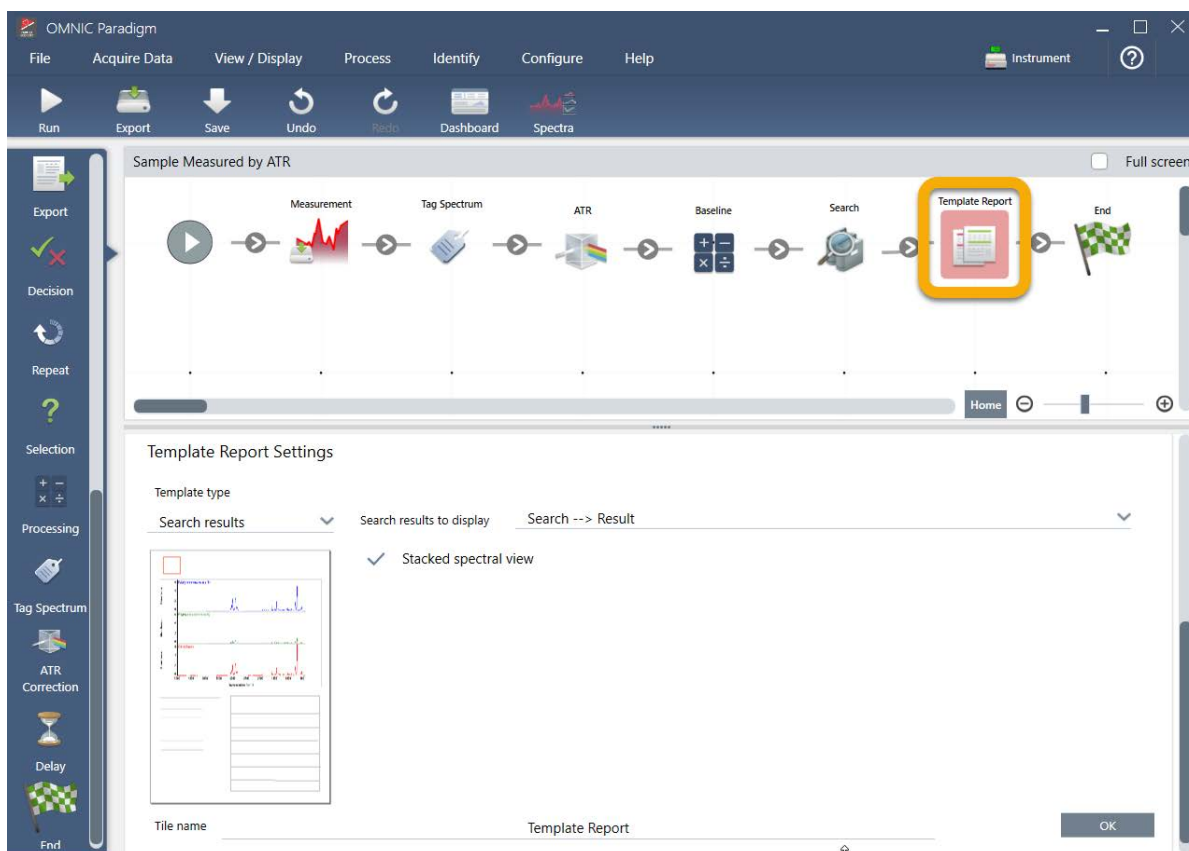 OMNIC Paradigm
File Acquire Data View / Display Process Identify Configure Help Instrument
Run Export Save Undo Redo Dashboard Spectra
Export
Decision
Repeat
Selection
Processing
Tag Spectrum
ATR
Correction
Delay
End
Sample Measured by ATR Full screen
Measurement Tag Spectrum ATR Baseline Search Template Report End
Home
Template Report Settings
Template type
Search results Search results to display Search --> Result
Stacked spectral view
Tile name Template Report OK